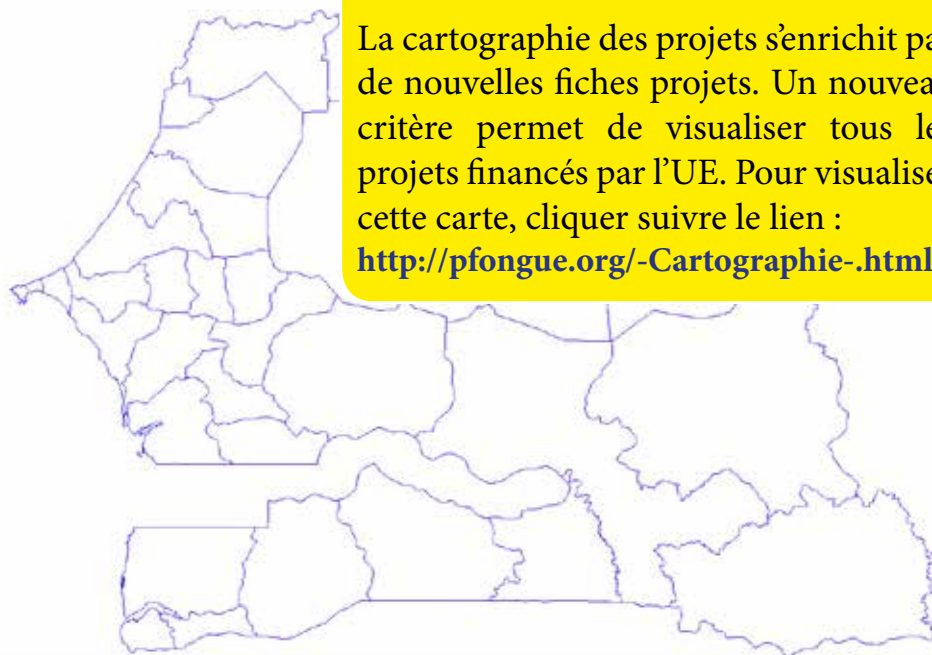 La cartographie des projets s'enrichit pa
de nouvelles fiches projets. Un nouvea
critère permet de visualiser tous le
projets financés par l'UE. Pour visualise
cette carte, cliquer suivre le lien :
http://pfongue.org/-Cartographie-.html